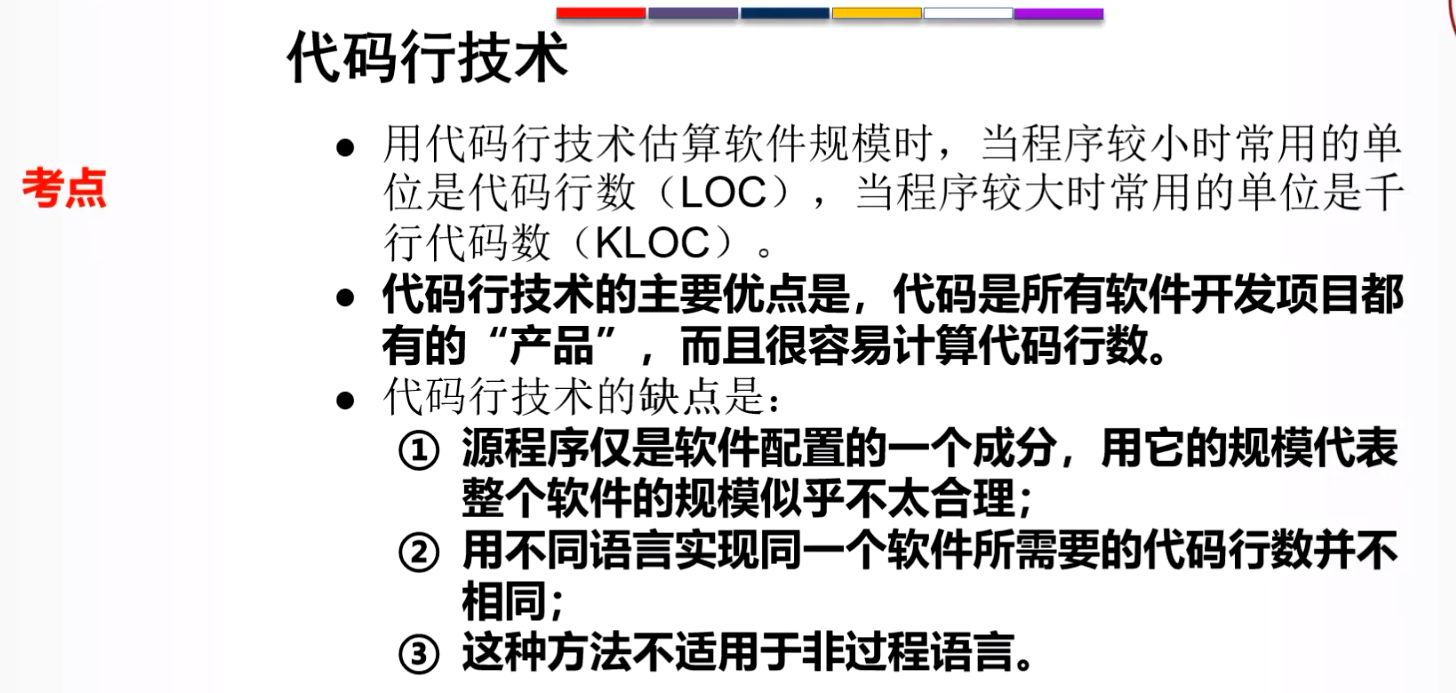 代码行技术
考点
● 用代码行技术估算软件规模时，当程序较小时常用的单
位是代码行数（LOC），当程序较大时常用的单位是千
行代码数（KLOC）。
● 代码行技术的主要优点是，代码是所有软件开发项目都
有的“产品”，而且很容易计算代码行数。
● 代码行技术的缺点是：
① 源程序仅是软件配置的一个成分，用它的规模代表
整个软件的规模似乎不太合理；
② 用不同语言实现同一个软件所需要的代码行数并不
相同；
③ 这种方法不适用于非过程语言。